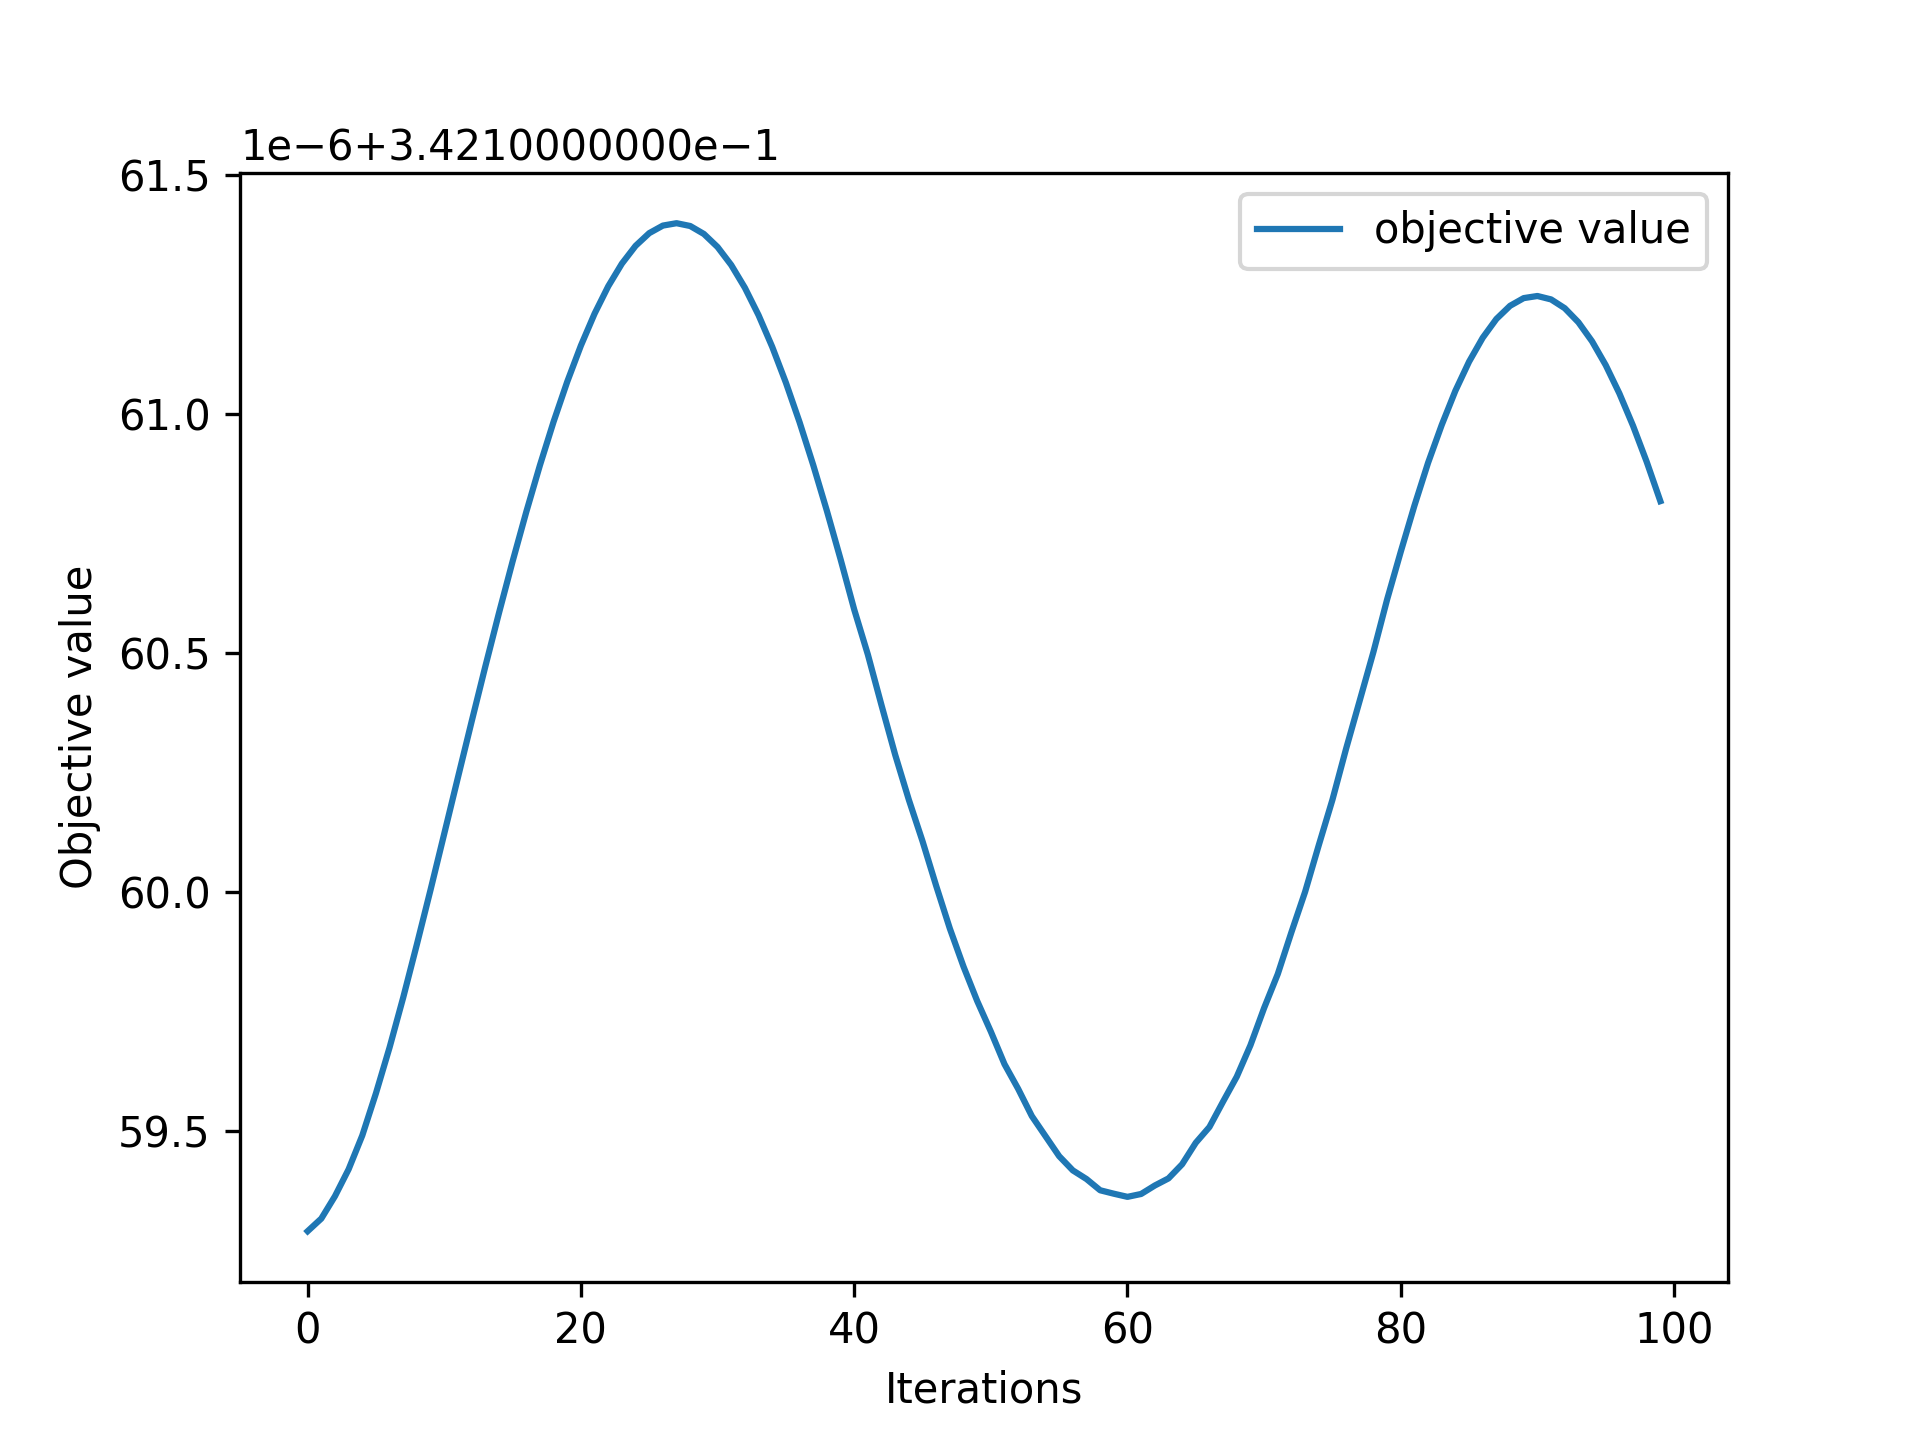 1e−6+3.4210000000e−1
61.5
61.0
60.5
60.0
59.5
Objective value
objective value
0 20 40 60 80 100
Iterations